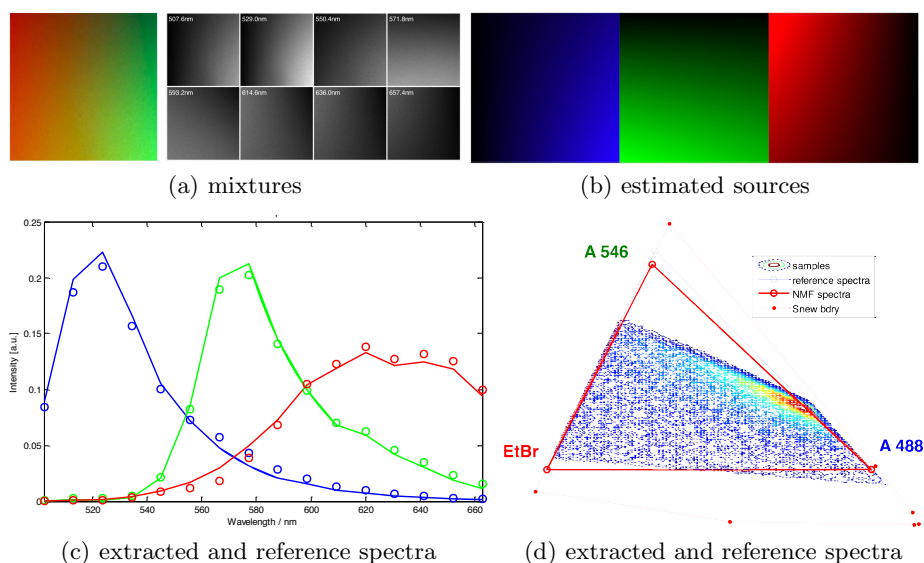 507.6nm 529.0nm 550.4nm 571.8nm
593.2nm 614.6nm 636.0nm 657.4nm
(a) mixtures
(b) estimated sources
0.25
0.2
0.15
0.1
0.05
0
Intensity [a.u.]
520 540 560 580 600 620 640 660
Wavelength / nm
(c) extracted and reference spectra
A 546
samples
reference spectra
NMF spectra
Snew bdry
EtBr
A 488
(d) extracted and reference spectra